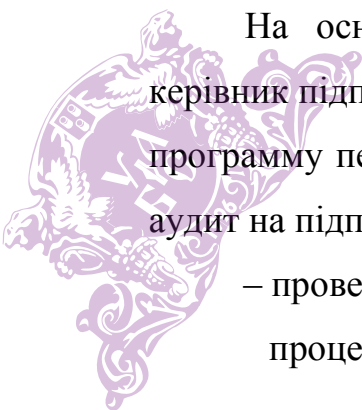 На осн
керівник підп
программу пе
аудит на підп
– прове
проце